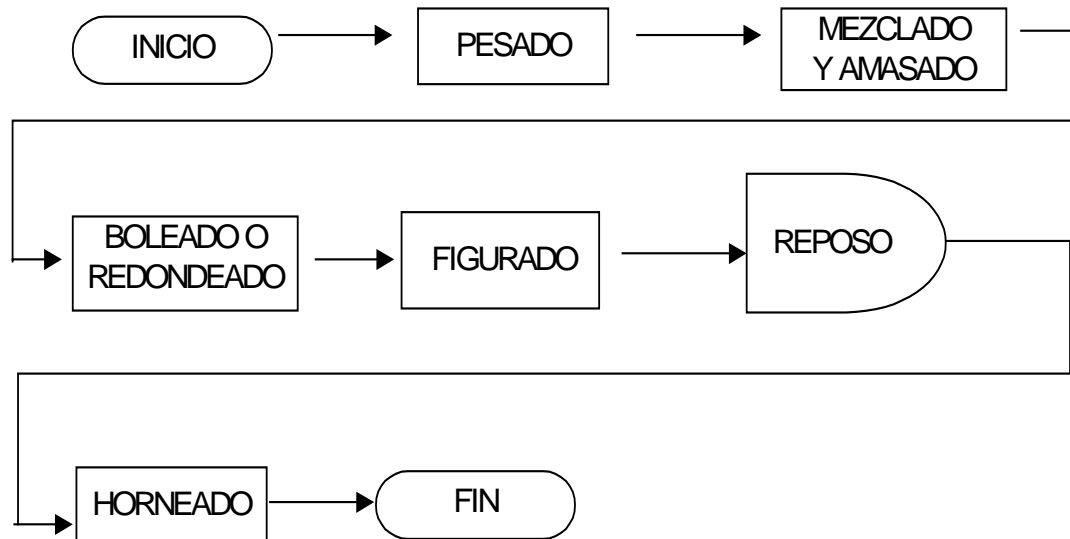 INICIO
PESADO
MEZCLADO
Y AMASADO
BOLEADO O
REDONDEADO
FIGURADO
REPOSO
HORNEADO
FIN